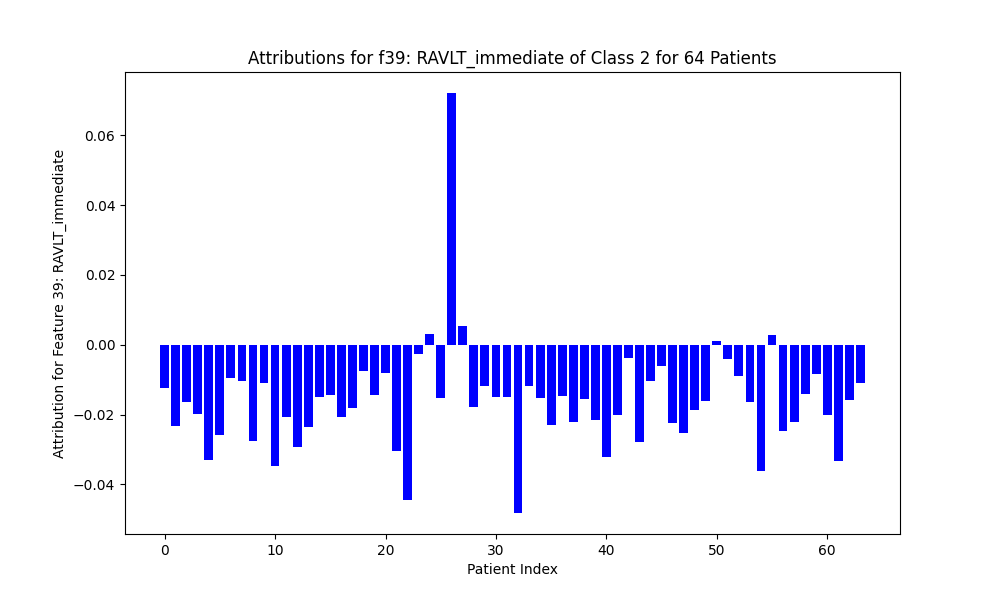 Attributions for f39: RAVLT_immediate of Class 2 for 64 Patients
Attribution for Feature 39: RAVLT_immediate
0.06
0.04
0.02
0.00
−0.02
−0.04
0 10 20 30 40 50 60
Patient Index